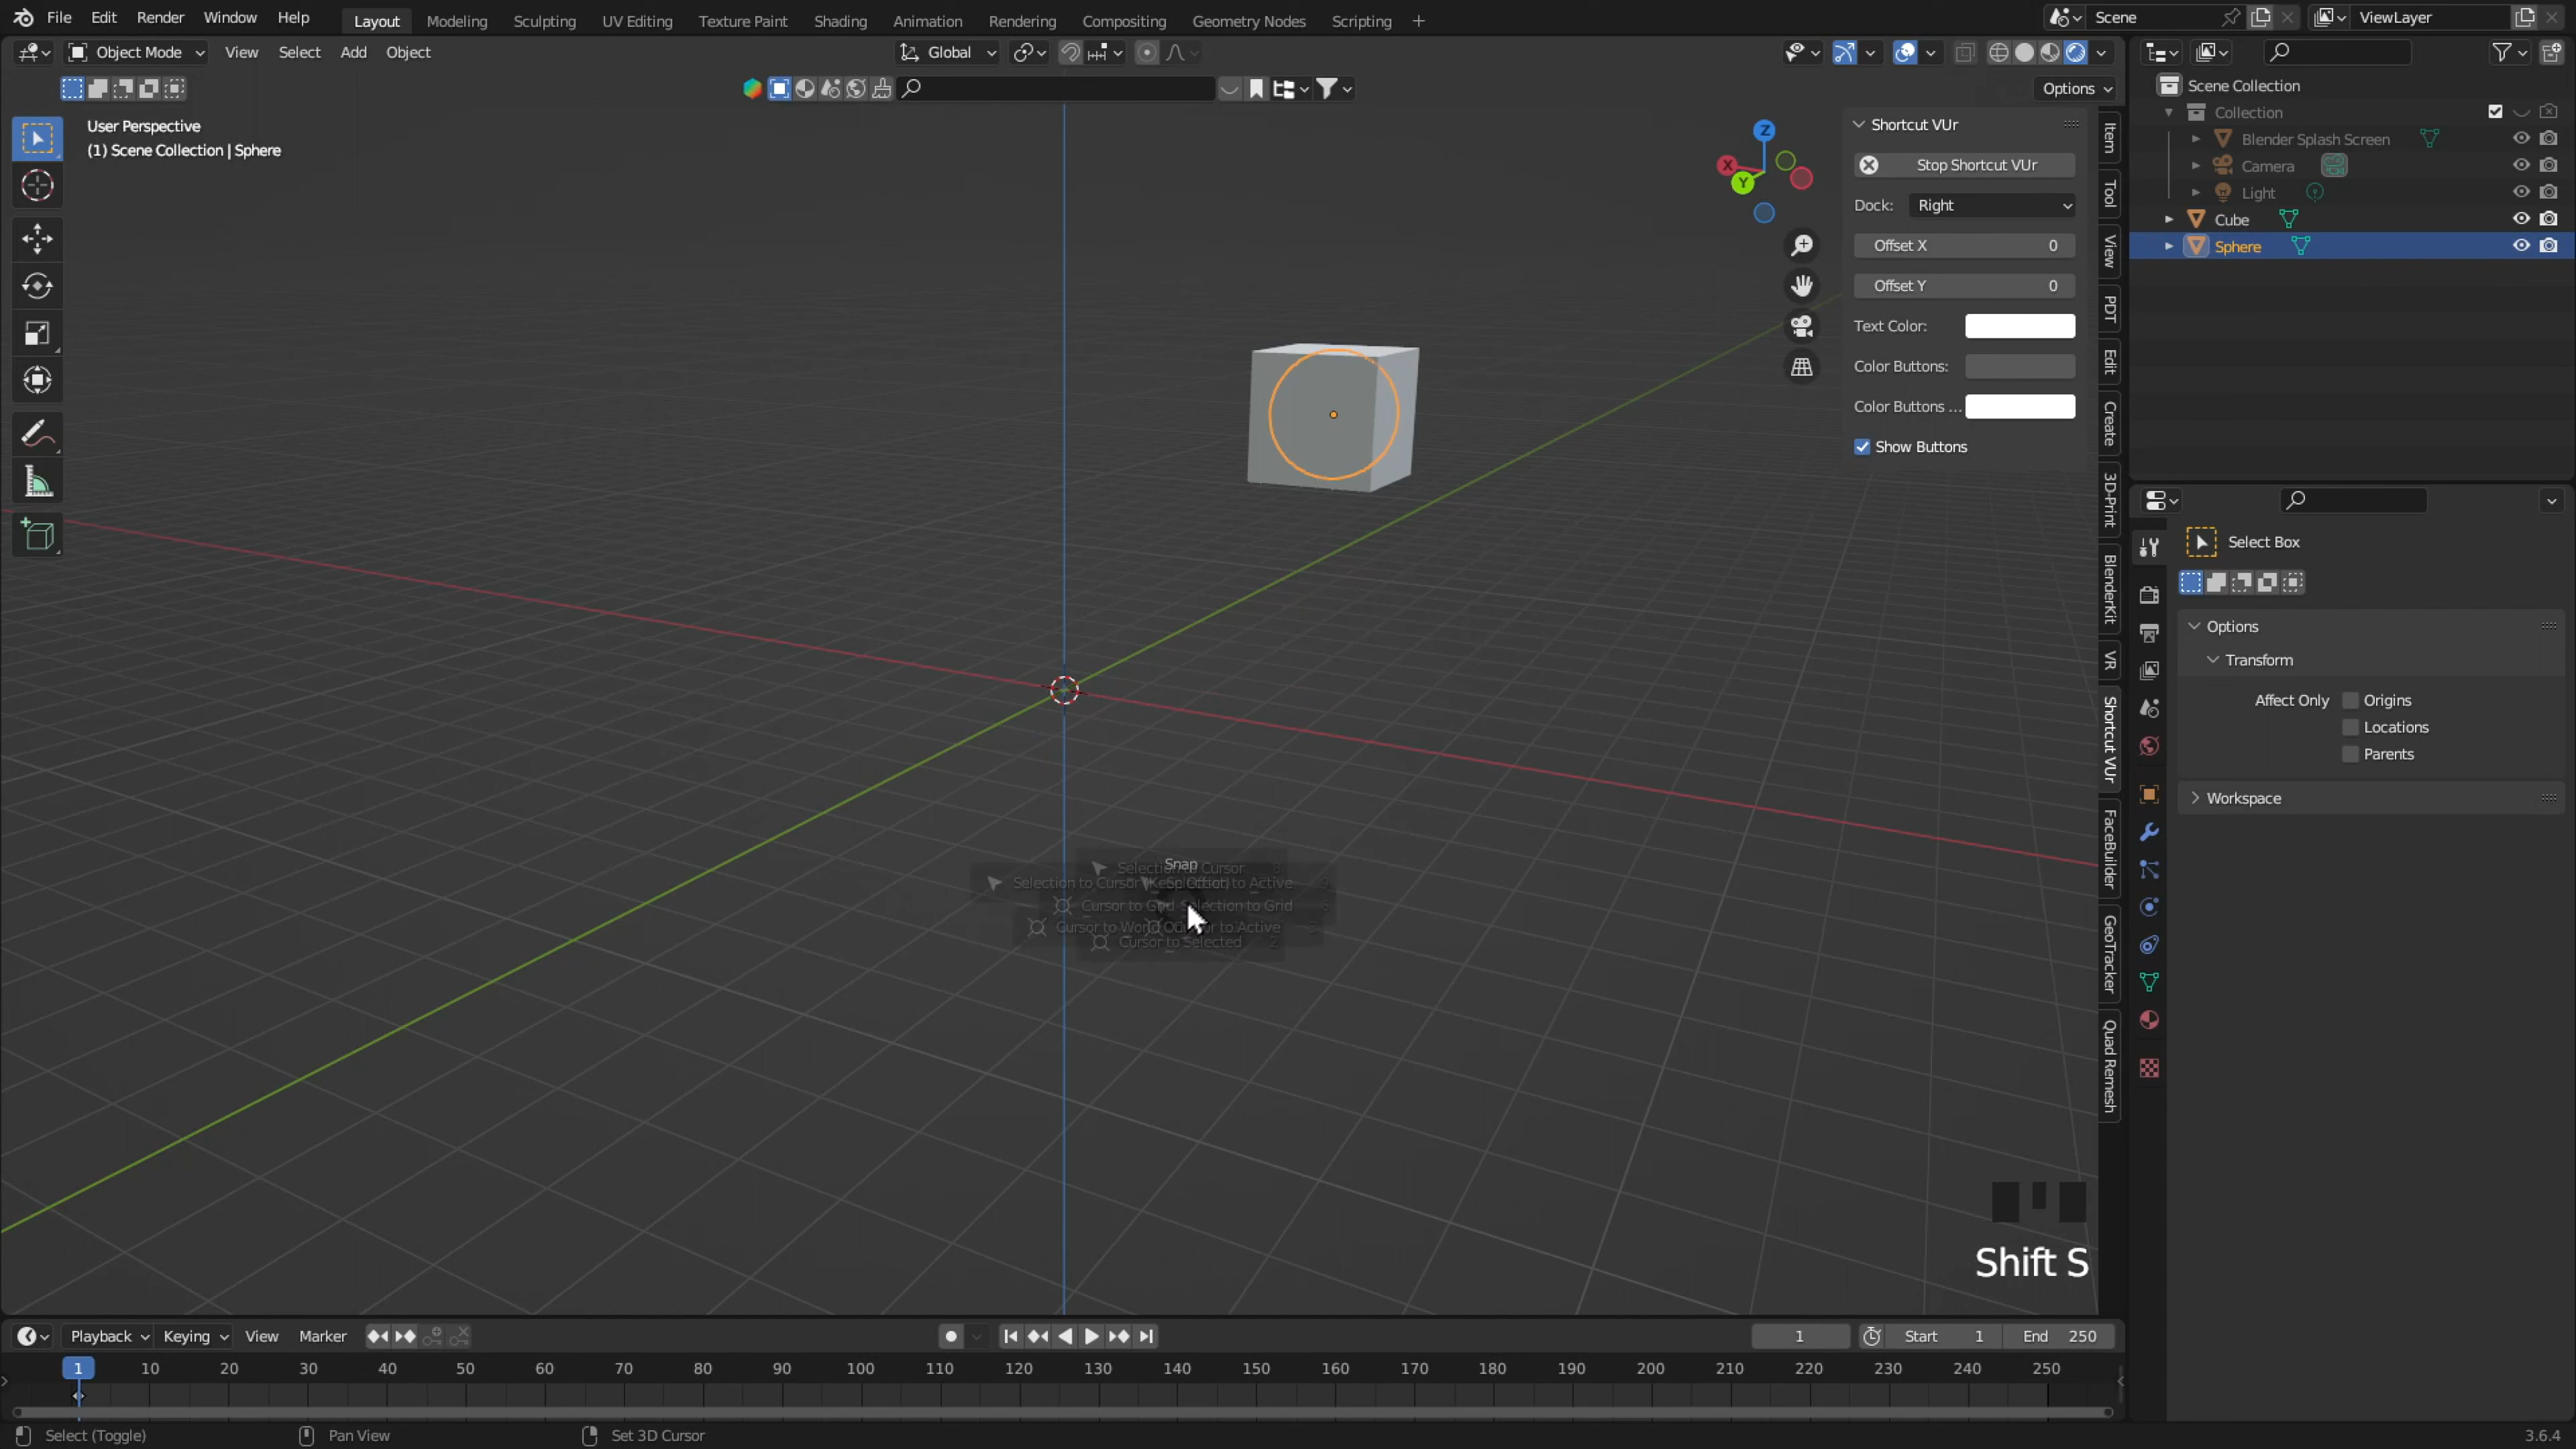 File Edit Render Window Help Layout Modeling Sculpting UV Editing Texture Paint Shading Animation Rendering Compositing Geometry Nodes Scripting +
Scene
ViewLayer
Object Mode View Select Add Object
Global
Options
User Perspective
(1) Scene Collection | Sphere
Z
X
Y
Shortcut VUr
Stop Shortcut VUr
Dock: Right
Offset X 0
Offset Y 0
Text Color:
Color Buttons:
Color Buttons ...
Show Buttons
Item
Tool
View
PDT
Edit
Create
3D-Print
BlenderKit
VR
Shortcut VUr
FaceBuilder
GeoTracker
Quad Remesh
Scene Collection
Collection
Blender Splash Screen
Camera
Light
Cube
Sphere
Select Box
Options
Transform
Affect Only Origins
Locations
Parents
Workspace
Snap
Selection to Cursor
Selection to Cursor (Keep Offset)
to Active
Cursor to Grid
Selection to Grid
Cursor to World
to Active
Cursor to Selected 2
Shift S
Playback Keying View Marker
1
Start 1
End 250
1 10 20 30 40 50 60 70 80 90 100 110 120 130 140 150 160 170 180 190 200 210 220 230 240 250
Select (Toggle)
Pan View
Set 3D Cursor
3.6.4